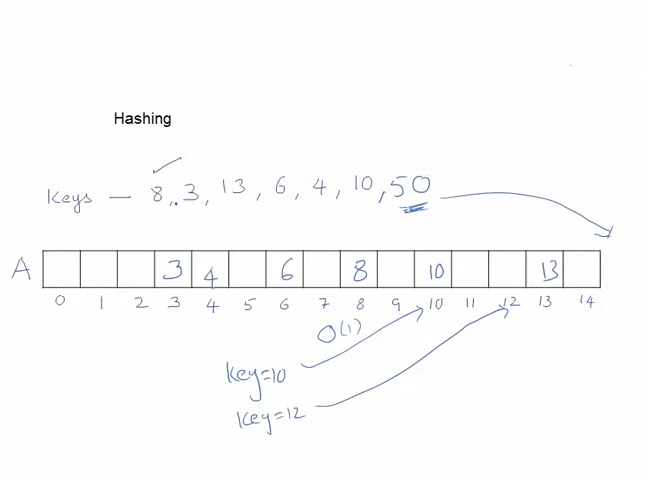 Hashing
Keys — 8, 3, 13, 6, 4, 10, 50
A 3 4 6 8 10 13
0 1 2 3 4 5 6 7 8 9 10 11 12 13 14
O(1)
Key=10
Key=12